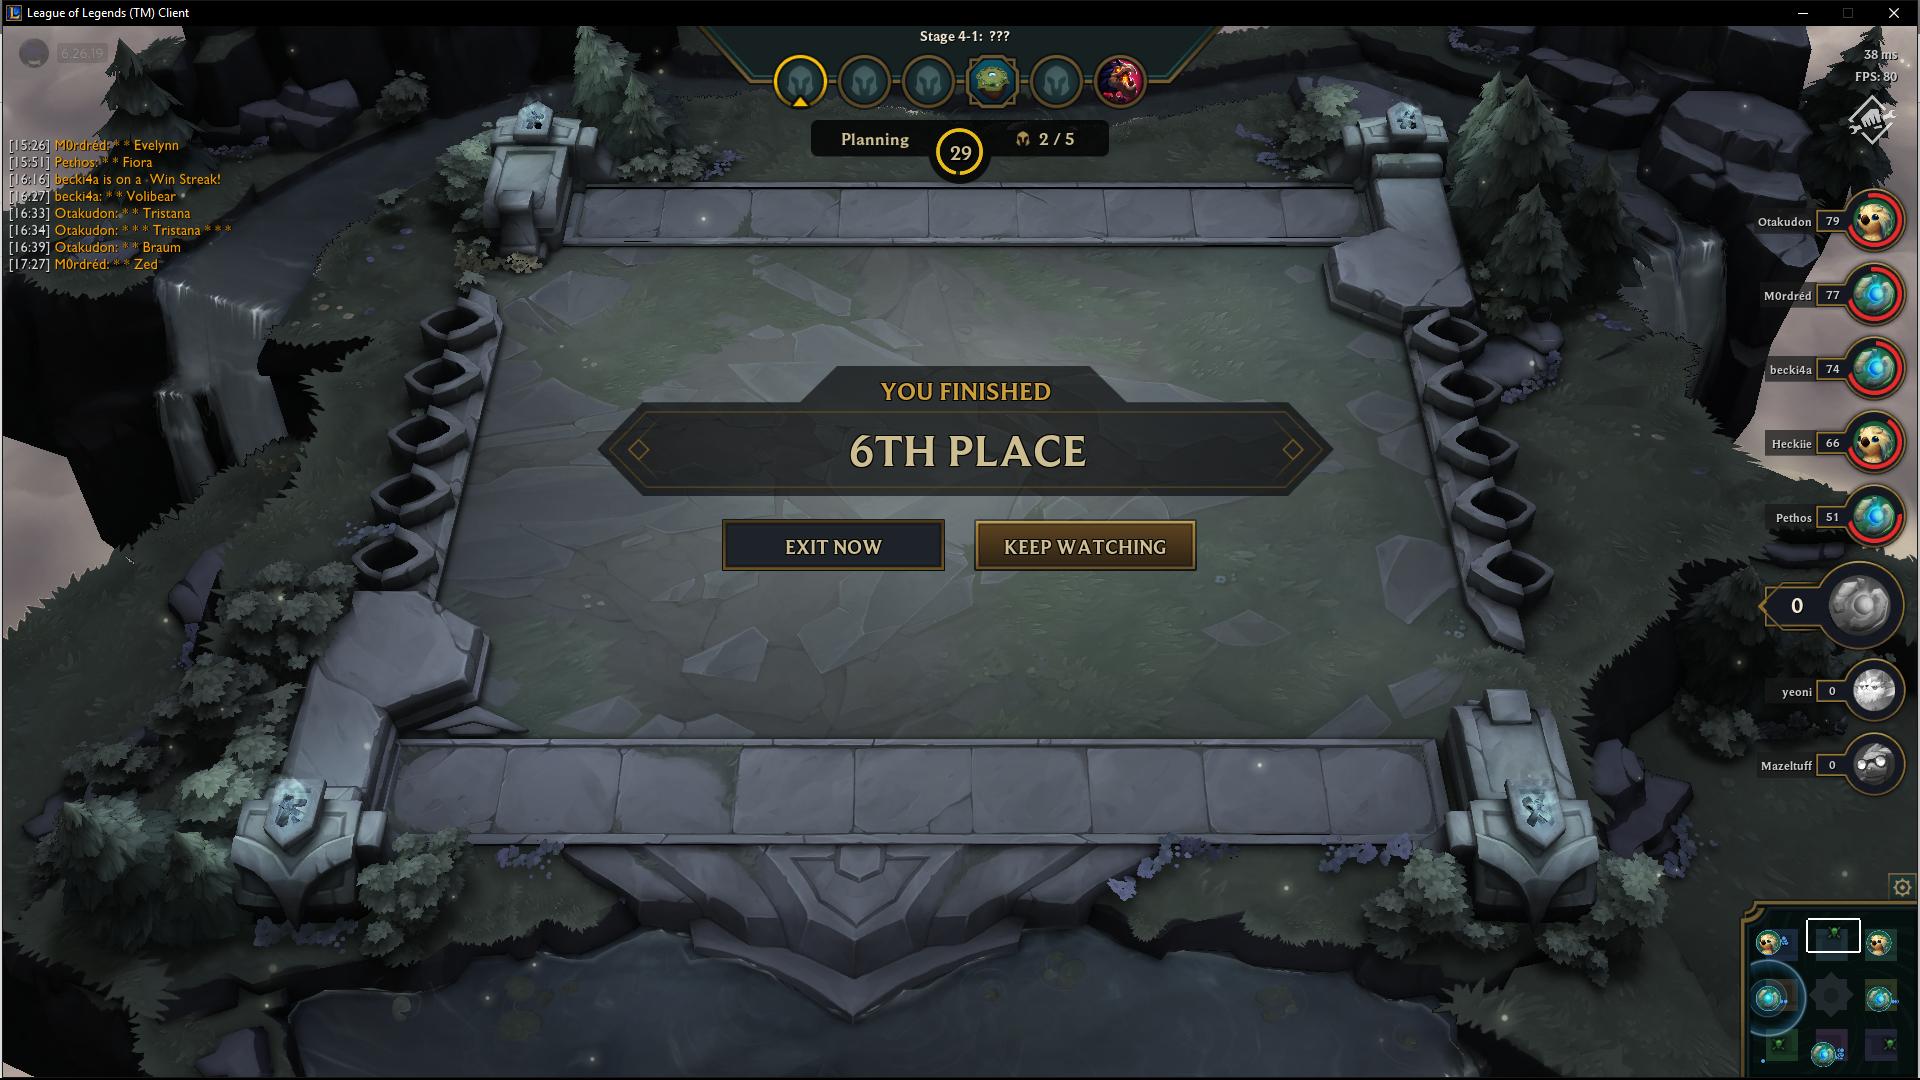 League of Legends (TM) Client
Stage 4-1: ???
6.26.19
38 ms
FPS: 80
Planning
29
2 / 5
[15:26] M0rdréd: * * Evelynn
[15:51] Pethos: * * Fiora
[16:16] becki4a is on a Win Streak!
[16:27] becki4a: * * Volibear
[16:33] Otakudon: * * Tristana
[16:34] Otakudon: * * * Tristana * * *
[16:39] Otakudon: * * Braum
[17:27] M0rdréd: * * Zed
Otakudon 79
M0rdréd 77
becki4a 74
Heckiie 66
Pethos 51
0
yeoni 0
Mazeltuff 0
YOU FINISHED
6TH PLACE
EXIT NOW
KEEP WATCHING